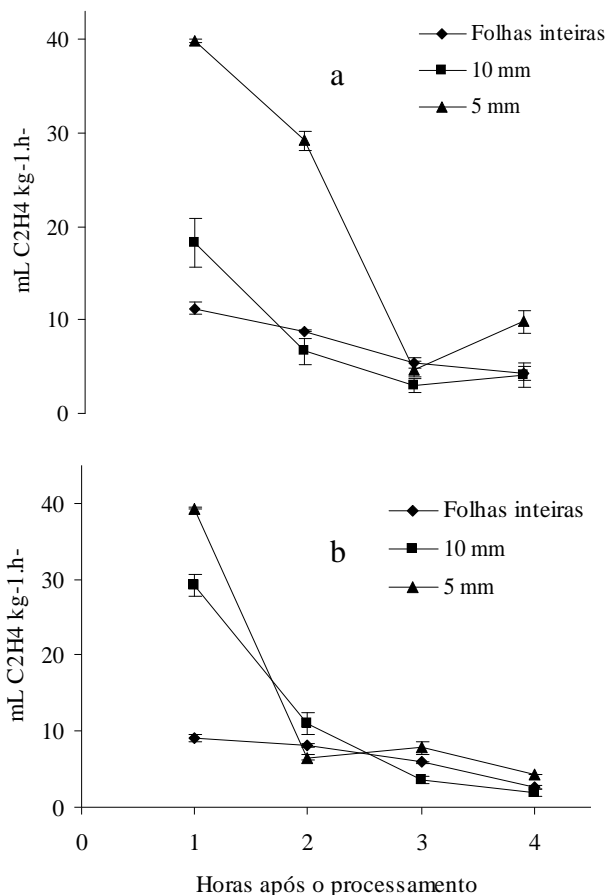 40
30
20
10
0
mL C2H4 kg-1.h-
a
Folhas inteiras
10 mm
5 mm
40
30
20
10
0
mL C2H4 kg-1.h-
b
Folhas inteiras
10 mm
5 mm
0 1 2 3 4
Horas após o processamento